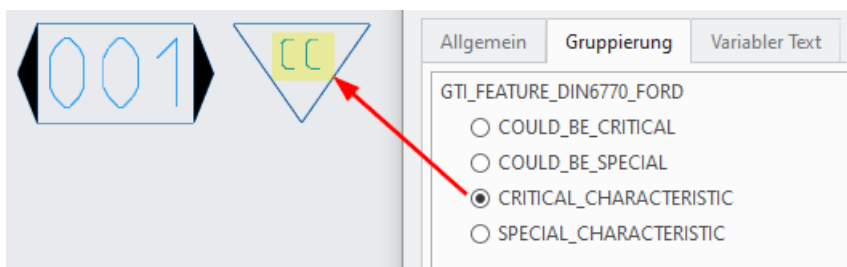 001 CC
Allgemein Gruppierung Variabler Text
GTI_FEATURE_DIN6770_FORD
COULD_BE_CRITICAL
COULD_BE_SPECIAL
CRITICAL_CHARACTERISTIC
SPECIAL_CHARACTERISTIC